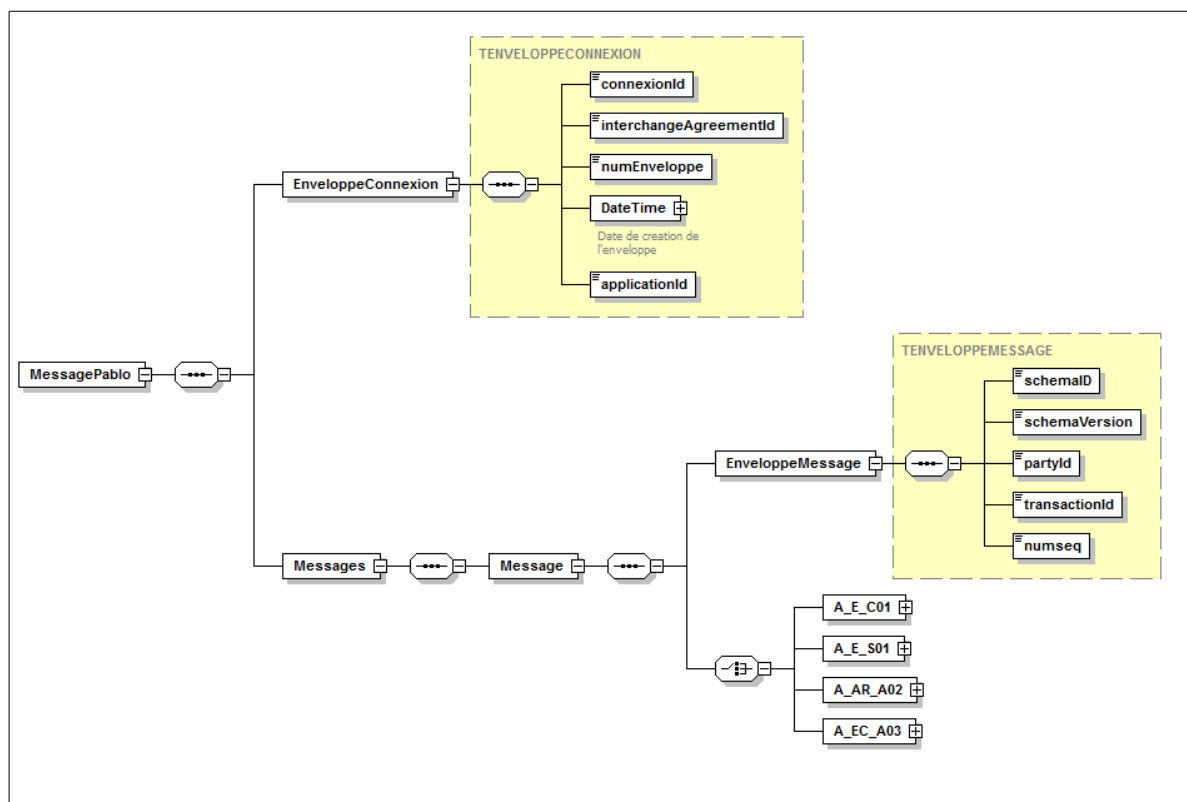 TENVELOPPECONNEXION
connexionId
interchangeAgreementId
numEnveloppe
EnveloppeConnexion
DateTime
Date de creation de
l'enveloppe
applicationId
TENVELOPPEMESSAGE
MessagePablo
schemaID
schemaVersion
EnveloppeMessage
partyId
transactionId
numseq
Messages
Message
A_E_C01
A_E_S01
A_AR_A02
A_EC_A03